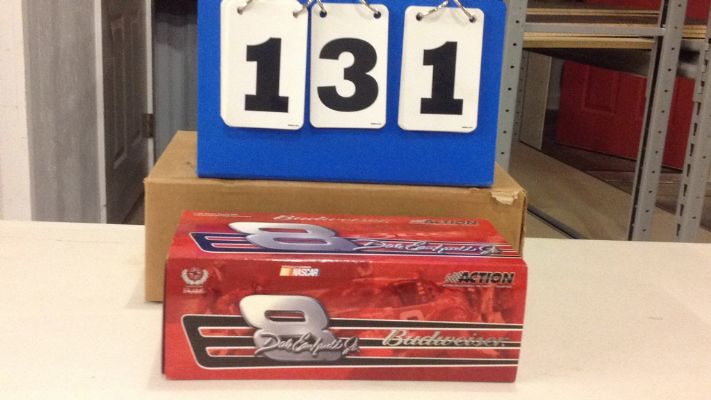 131
Budweiser
ACTION
8
Dale Earnhardt Jr.
NASCAR
ACTION
8
Dale Earnhardt Jr.
Budweiser